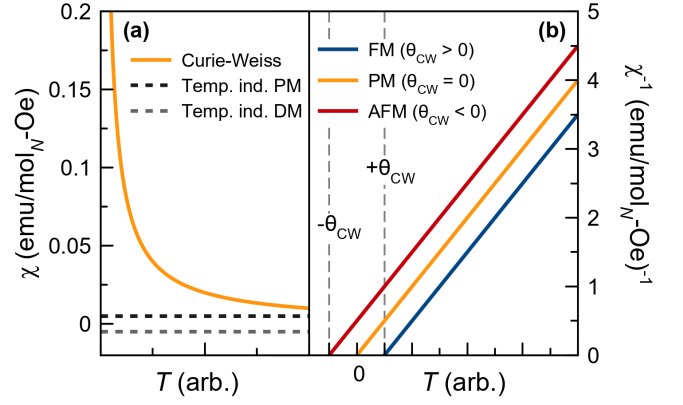 (a)
Curie-Weiss
Temp. ind. PM
Temp. ind. DM
0.2
0.15
0.1
0.05
0
χ (emu/mol_N-Oe)
T (arb.)
(b)
FM (θ_CW > 0)
PM (θ_CW = 0)
AFM (θ_CW < 0)
+θ_CW
-θ_CW
5
4
3
2
1
0
χ^-1 (emu/mol_N-Oe)^-1
0
T (arb.)